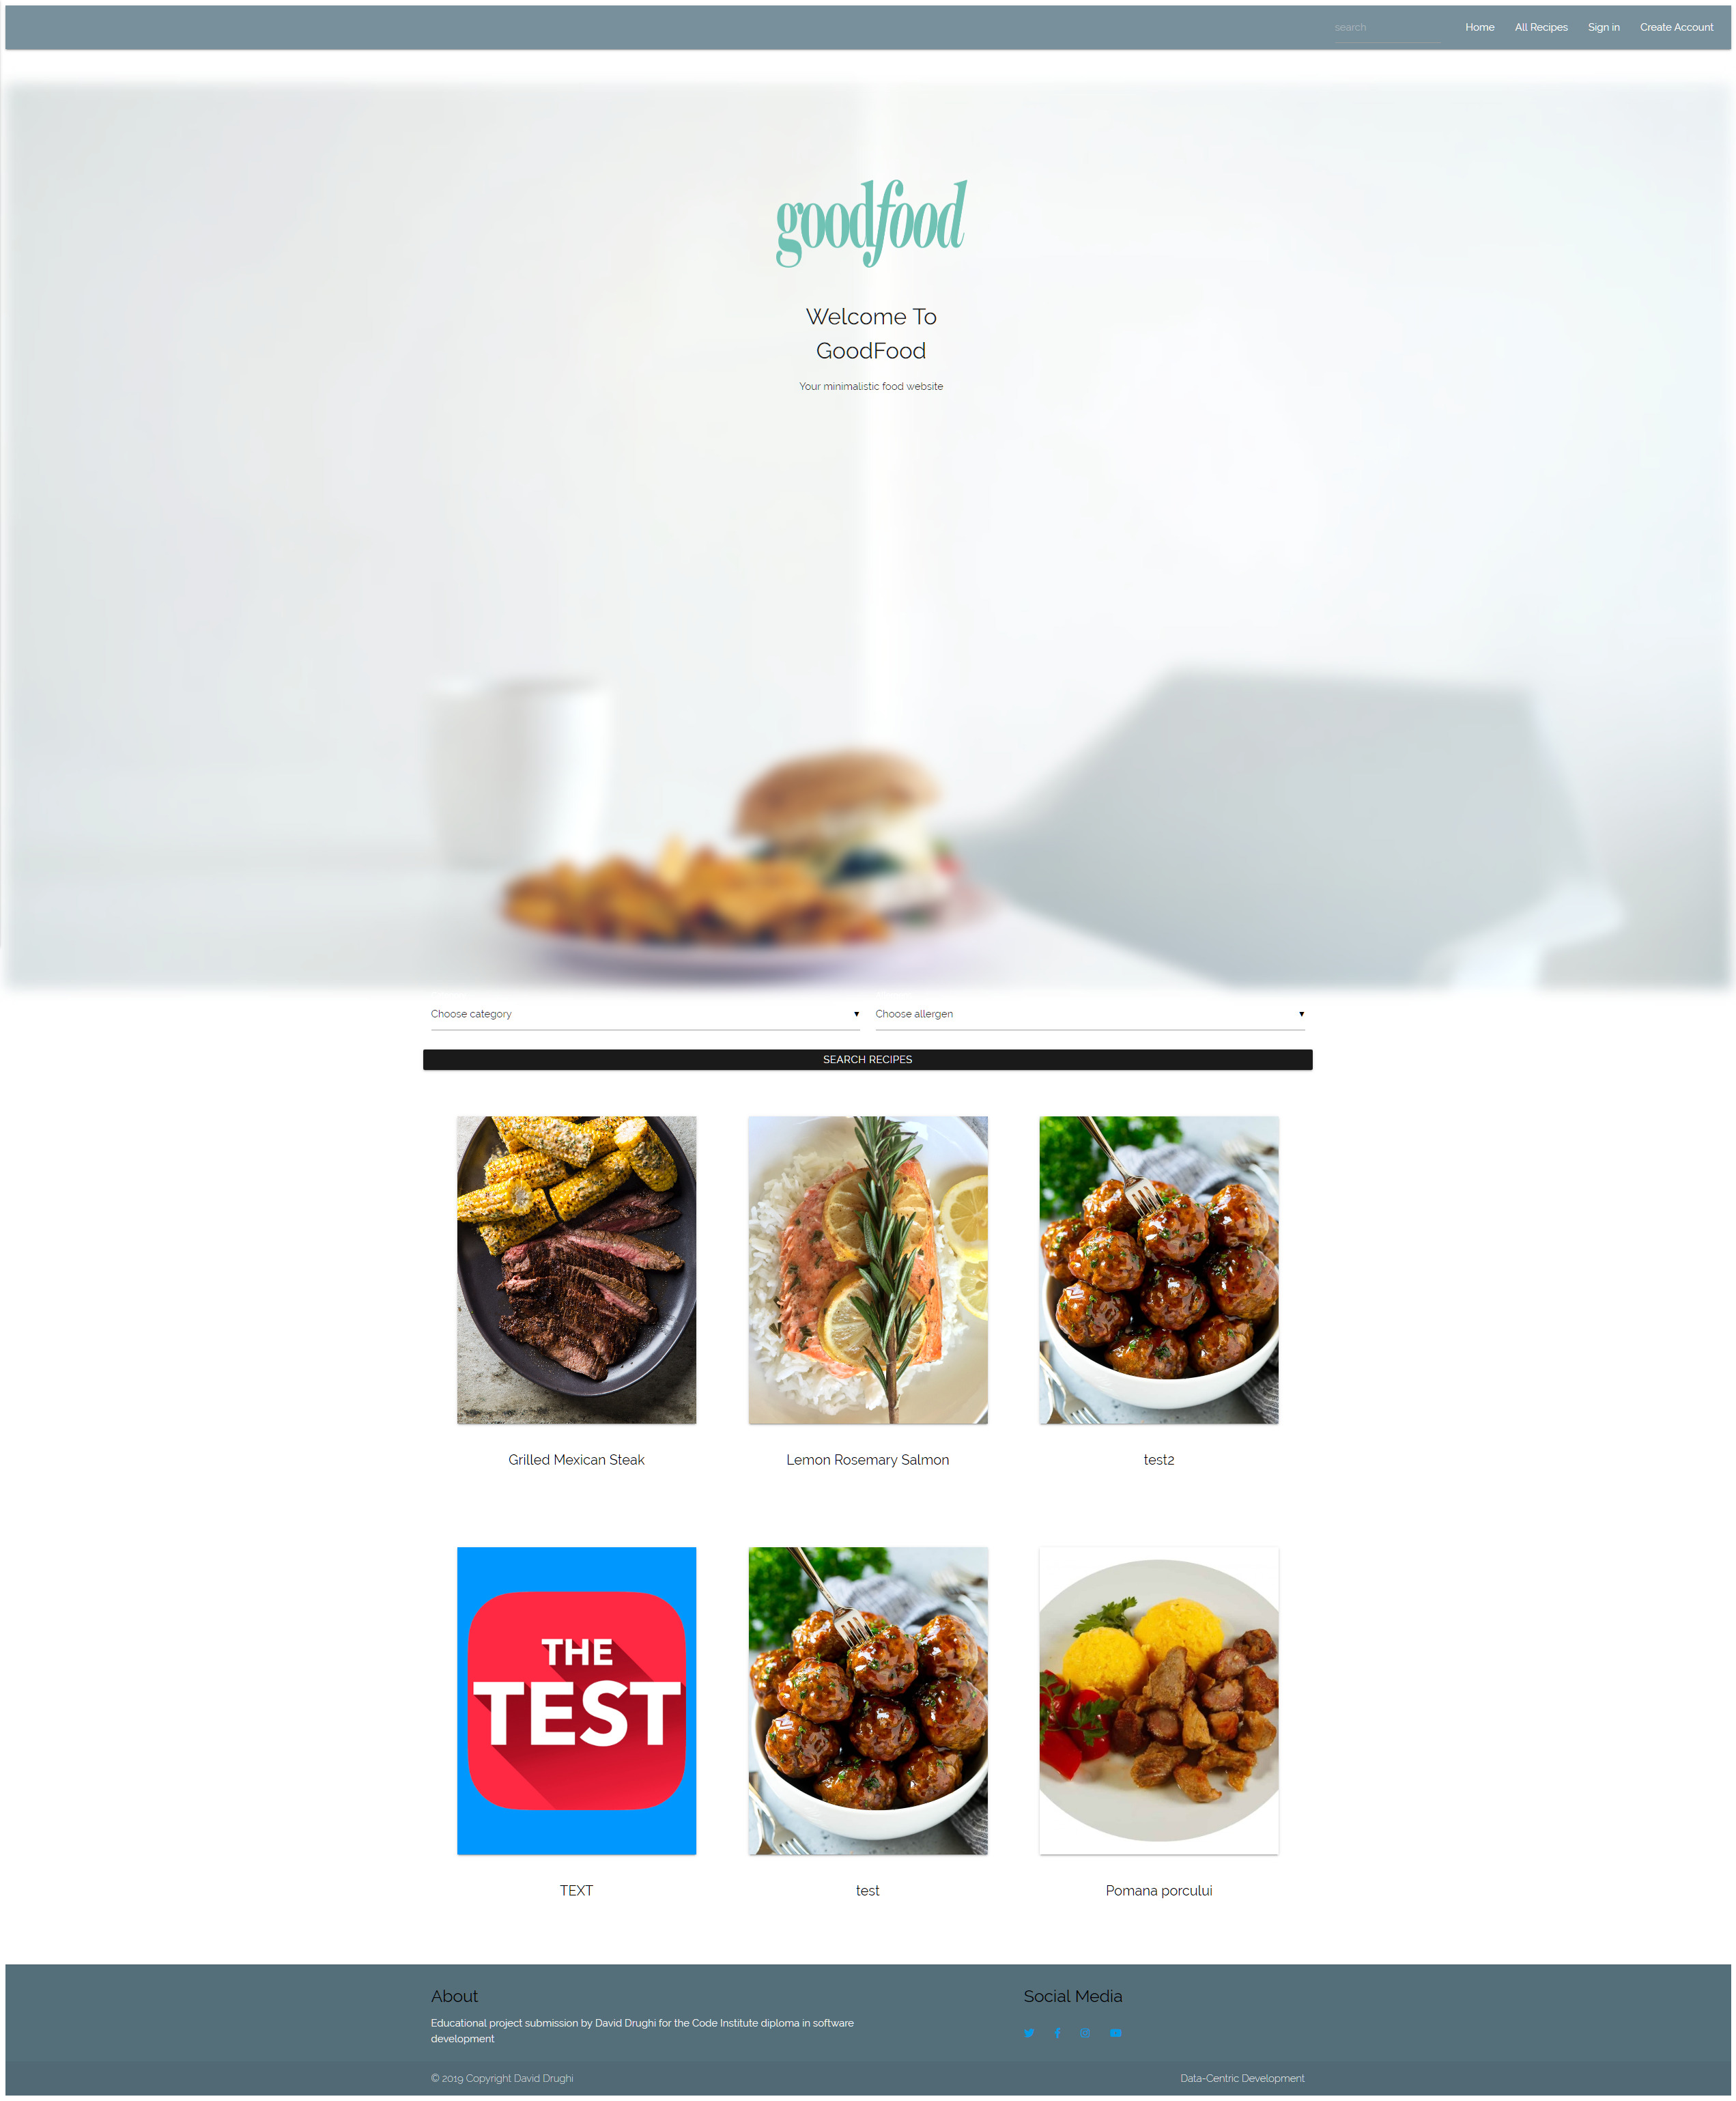 search
Home
All Recipes
Sign in
Create Account
goodfood
Welcome To
GoodFood
Your minimalistic food website
Choose category
Choose allergen
SEARCH RECIPES
Grilled Mexican Steak
Lemon Rosemary Salmon
test2
THE
TEST
TEXT
test
Pomana porcului
About
Educational project submission by David Drughi for the Code Institute diploma in software
development
Social Media
© 2019 Copyright David Drughi
Data-Centric Development